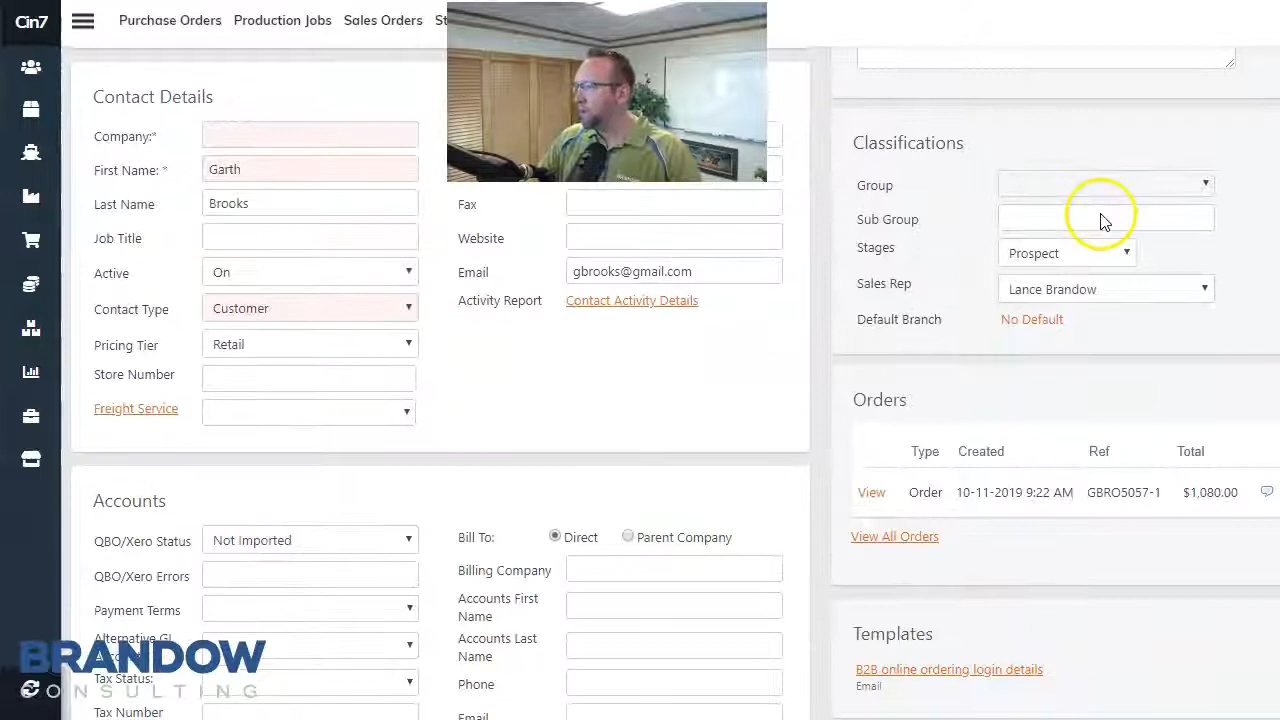 Cin7
Purchase Orders Production Jobs Sales Orders St
Contact Details
Company:*
First Name: * Garth
Last Name Brooks
Job Title
Active On
Contact Type Customer
Pricing Tier Retail
Store Number
Freight Service
Fax
Website
Email gbrooks@gmail.com
Activity Report Contact Activity Details
Classifications
Group
Sub Group
Stages Prospect
Sales Rep Lance Brandow
Default Branch No Default
Orders
Type Created Ref Total
View Order 10-11-2019 9:22 AM GBRO5057-1 $1,080.00
View All Orders
Templates
B2B online ordering login details
Email
Accounts
QBO/Xero Status Not Imported
QBO/Xero Errors
Payment Terms
Alternative GL
Tax Status:
Tax Number
Bill To: Direct Parent Company
Billing Company
Accounts First
Name
Accounts Last
Name
Phone
Email
BRANDOW
CONSULTING